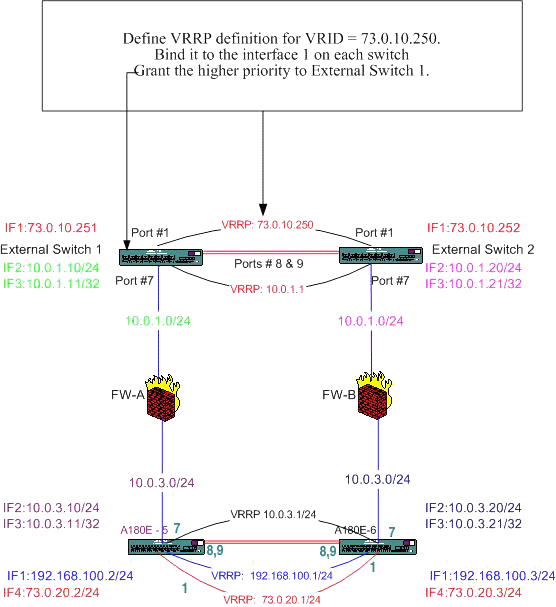 Define VRRP definition for VRID = 73.0.10.250.
Bind it to the interface 1 on each switch
Grant the higher priority to External Switch 1.
IF1:73.0.10.251
Port #1
VRRP: 73.0.10.250
Port #1
IF1:73.0.10.252
External Switch 1
External Switch 2
IF2:10.0.1.10/24
Ports # 8 & 9
IF2:10.0.1.20/24
IF3:10.0.1.11/32
Port #7
VRRP: 10.0.1.1
Port #7
IF3:10.0.1.21/32
10.0.1.0/24
10.0.1.0/24
FW-A
FW-B
10.0.3.0/24
10.0.3.0/24
IF2:10.0.3.10/24
VRRP 10.0.3.1/24
IF2:10.0.3.20/24
IF3:10.0.3.11/32
A180E - 5
7
A180E-6
7
IF3:10.0.3.21/32
8,9
8,9
IF1:192.168.100.2/24
VRRP: 192.168.100.1/24
1
IF1:192.168.100.3/24
IF4:73.0.20.2/24
1
VRRP: 73.0.20.1/24
IF4:73.0.20.3/24